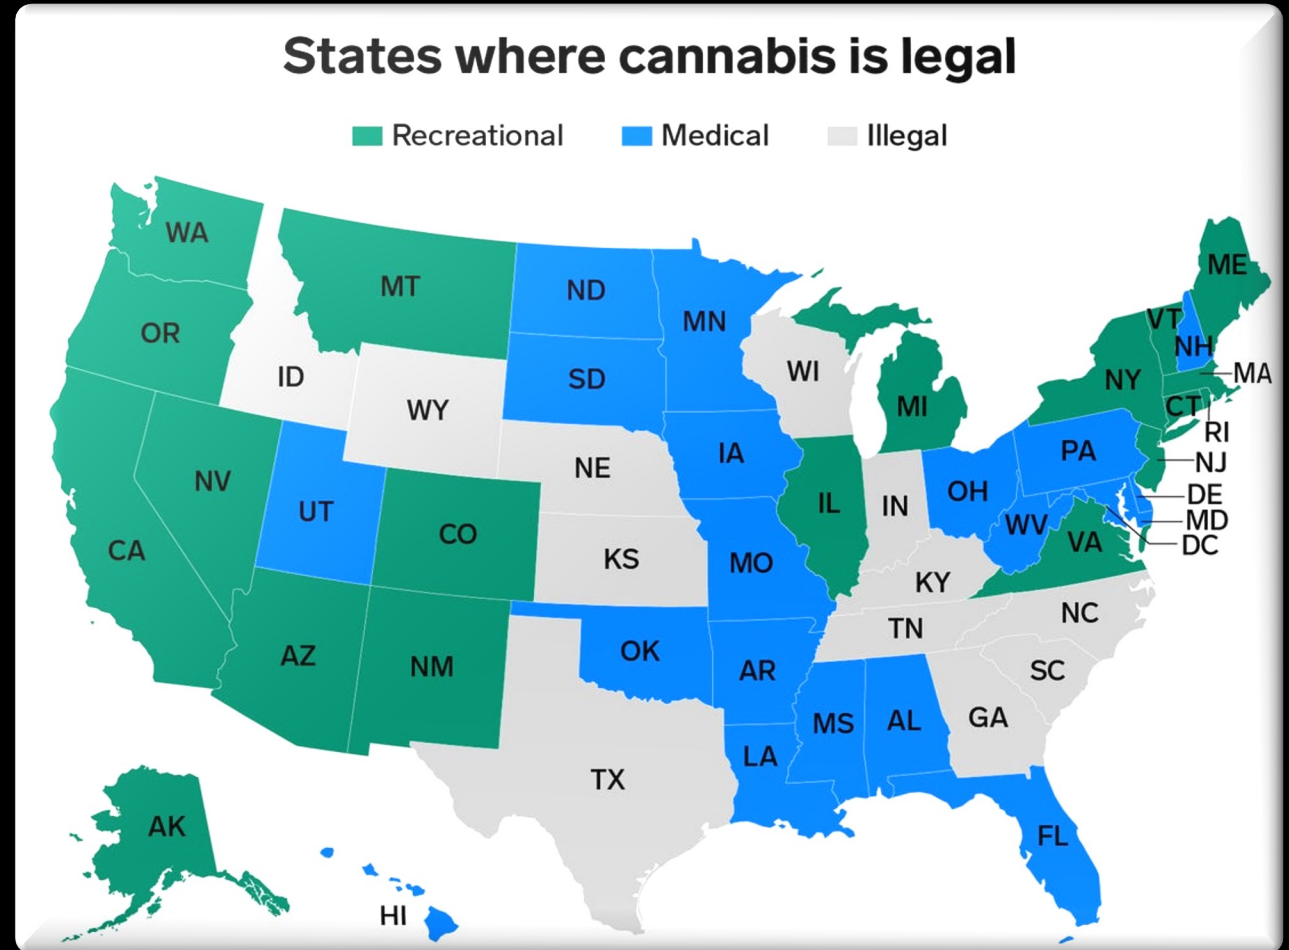 States where cannabis is legal
Recreational Medical Illegal
WA
ME
MT
ND
VT
MN
OR
NH
WI
MA
ID
SD
NY
WY
MI
CT
RI
IA
PA
NJ
NE
NV
OH
DE
UT
IL
IN
MD
WV
CO
VA
DC
CA
KS
MO
KY
NC
TN
AZ
OK
NM
AR
SC
GA
MS
AL
LA
TX
AK
FL
HI